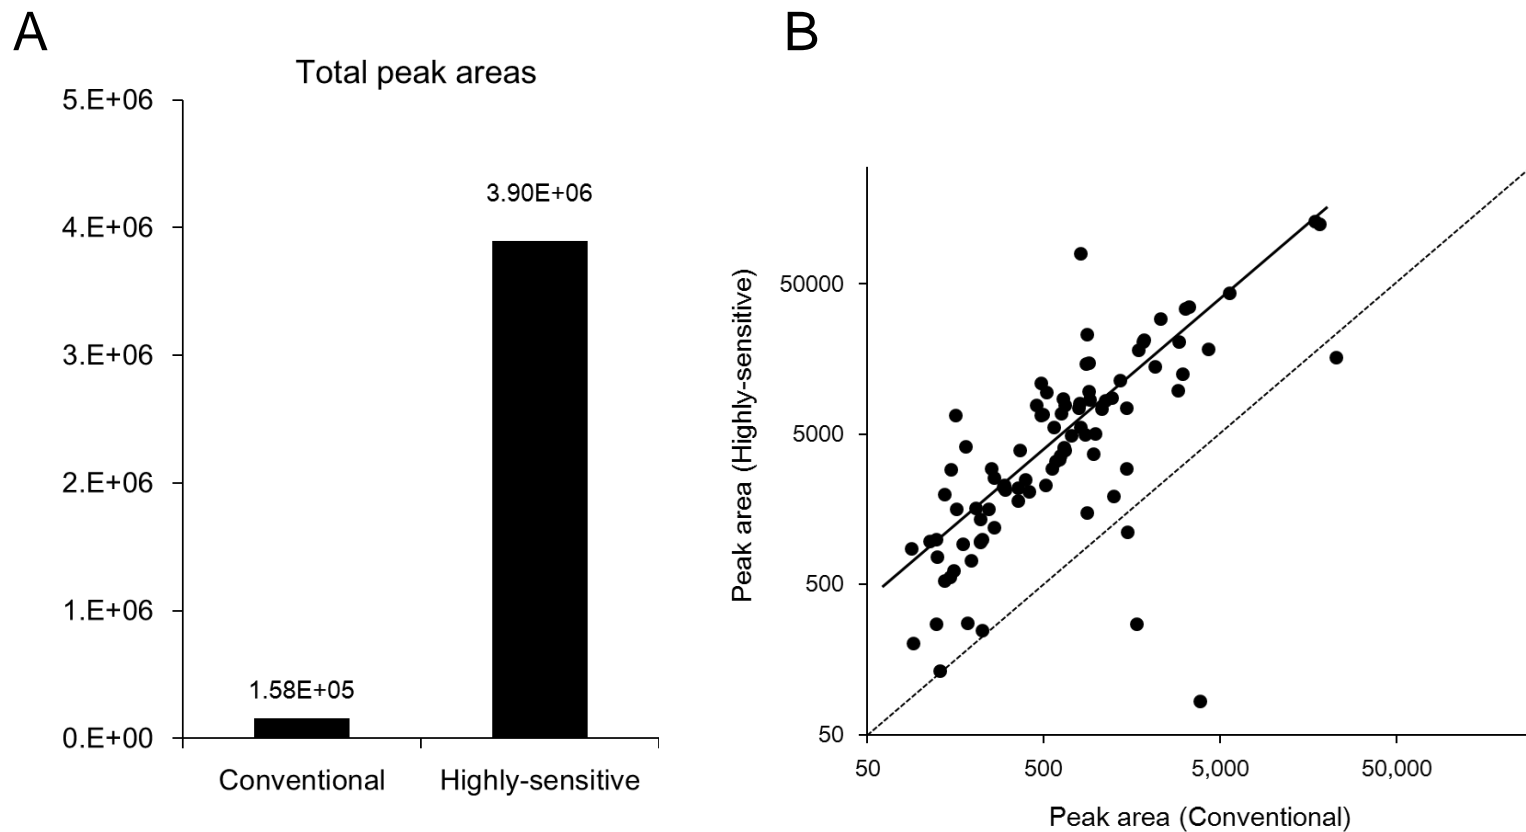 A
Total peak areas
5.E+06
4.E+06
3.E+06
2.E+06
1.E+06
0.E+00
3.90E+06
1.58E+05
Conventional
Highly-sensitive
B
Peak area (Highly-sensitive)
50000
5000
500
50
50
500
5,000
50,000
Peak area (Conventional)